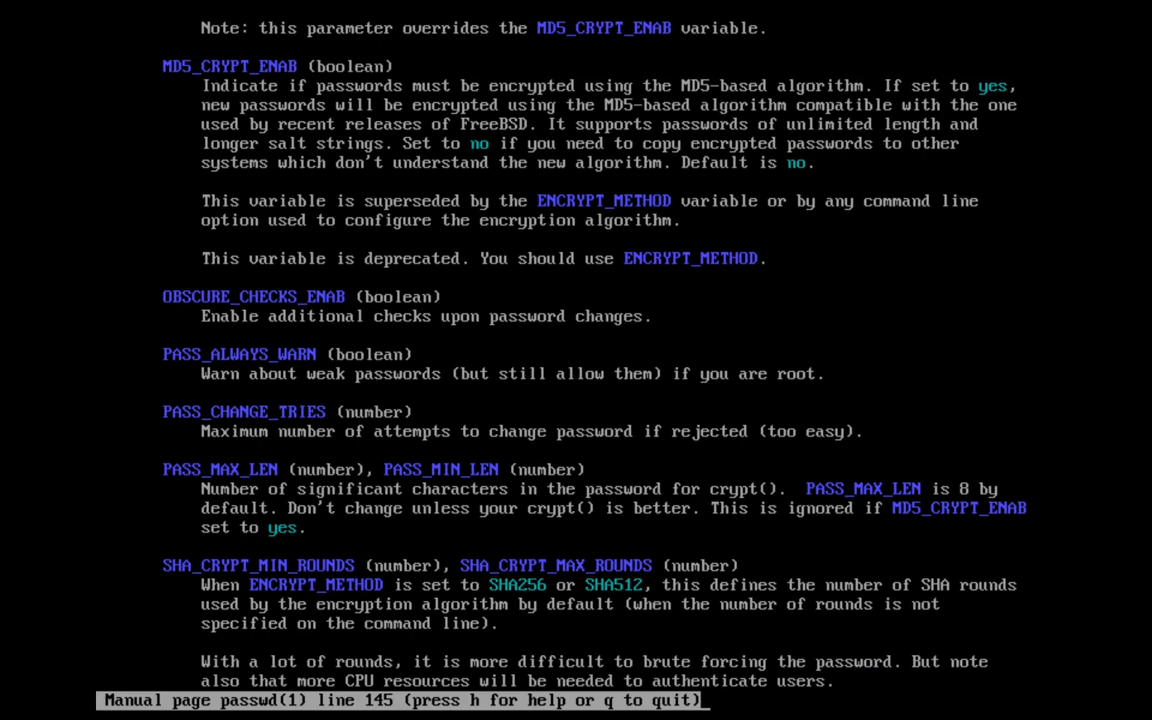 Note: this parameter overrides the MD5_CRYPT_ENAB variable.
MD5_CRYPT_ENAB (boolean)
Indicate if passwords must be encrypted using the MD5-based algorithm. If set to yes,
new passwords will be encrypted using the MD5-based algorithm compatible with the one
used by recent releases of FreeBSD. It supports passwords of unlimited length and
longer salt strings. Set to no if you need to copy encrypted passwords to other
systems which don't understand the new algorithm. Default is no.
This variable is superseded by the ENCRYPT_METHOD variable or by any command line
option used to configure the encryption algorithm.
This variable is deprecated. You should use ENCRYPT_METHOD.
OBSCURE_CHECKS_ENAB (boolean)
Enable additional checks upon password changes.
PASS_ALWAYS_WARN (boolean)
Warn about weak passwords (but still allow them) if you are root.
PASS_CHANGE_TRIES (number)
Maximum number of attempts to change password if rejected (too easy).
PASS_MAX_LEN (number), PASS_MIN_LEN (number)
Number of significant characters in the password for crypt().  PASS_MAX_LEN is 8 by
default. Don't change unless your crypt() is better. This is ignored if MD5_CRYPT_ENAB
set to yes.
SHA_CRYPT_MIN_ROUNDS (number), SHA_CRYPT_MAX_ROUNDS (number)
When ENCRYPT_METHOD is set to SHA256 or SHA512, this defines the number of SHA rounds
used by the encryption algorithm by default (when the number of rounds is not
specified on the command line).
With a lot of rounds, it is more difficult to brute forcing the password. But note
also that more CPU resources will be needed to authenticate users.
Manual page passwd(1) line 145 (press h for help or q to quit)